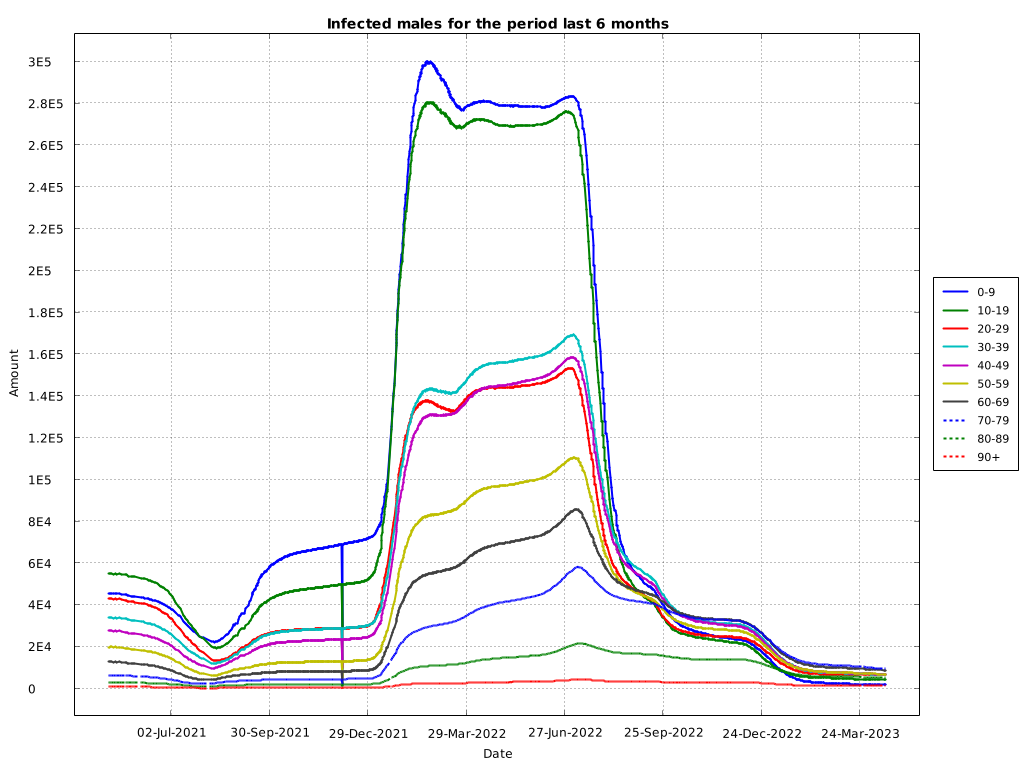 Infected males for the period last 6 months
3E5
2.8E5
2.6E5
2.4E5
2.2E5
2E5
1.8E5
1.6E5
1.4E5
1.2E5
1E5
8E4
6E4
4E4
2E4
0
Amount
02-Jul-2021 30-Sep-2021 29-Dec-2021 29-Mar-2022 27-Jun-2022 25-Sep-2022 24-Dec-2022 24-Mar-2023
Date
0-9
10-19
20-29
30-39
40-49
50-59
60-69
70-79
80-89
90+